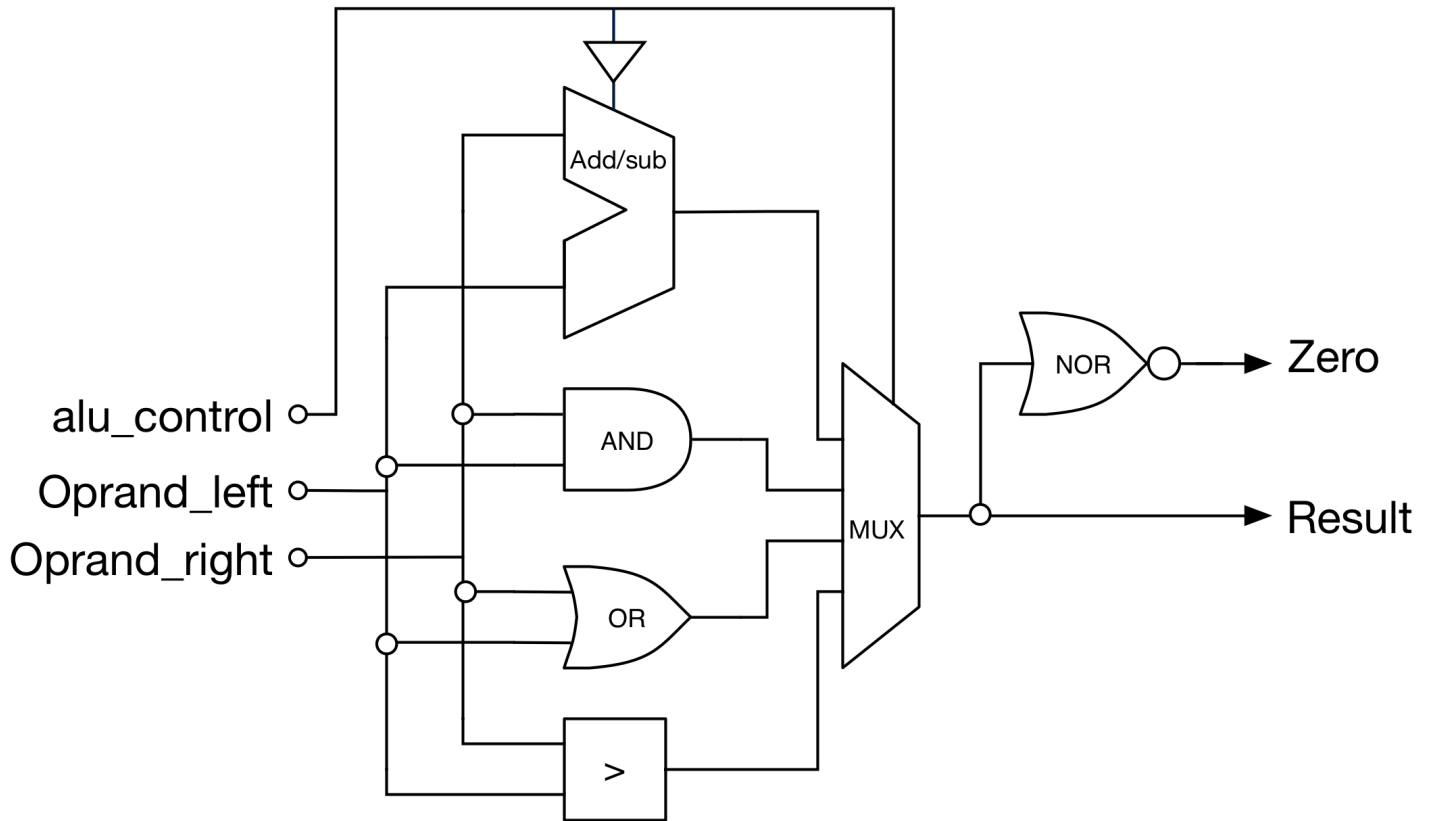 Add/sub
alu_control
AND
Oprand_left
Oprand_right
OR
>
MUX
NOR
Zero
Result